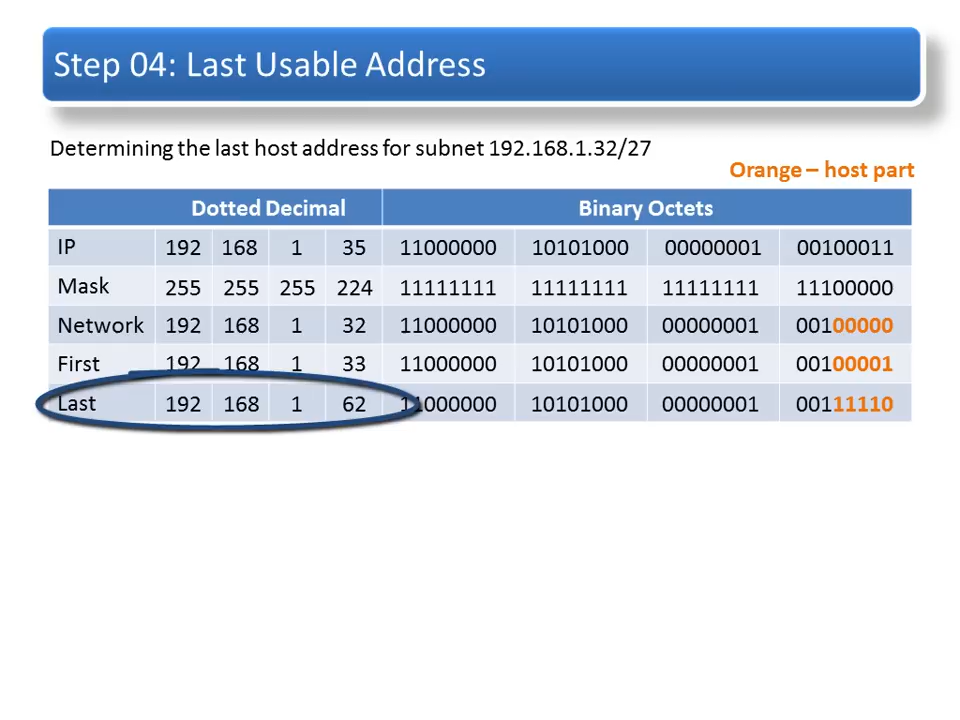 Step 04: Last Usable Address
Determining the last host address for subnet 192.168.1.32/27
Orange – host part
Dotted Decimal Binary Octets
IP 192 168 1 35 11000000 10101000 00000001 00100011
Mask 255 255 255 224 11111111 11111111 11111111 11100000
Network 192 168 1 32 11000000 10101000 00000001 00100000
First 192 168 1 33 11000000 10101000 00000001 00100001
Last 192 168 1 62 11000000 10101000 00000001 00111110